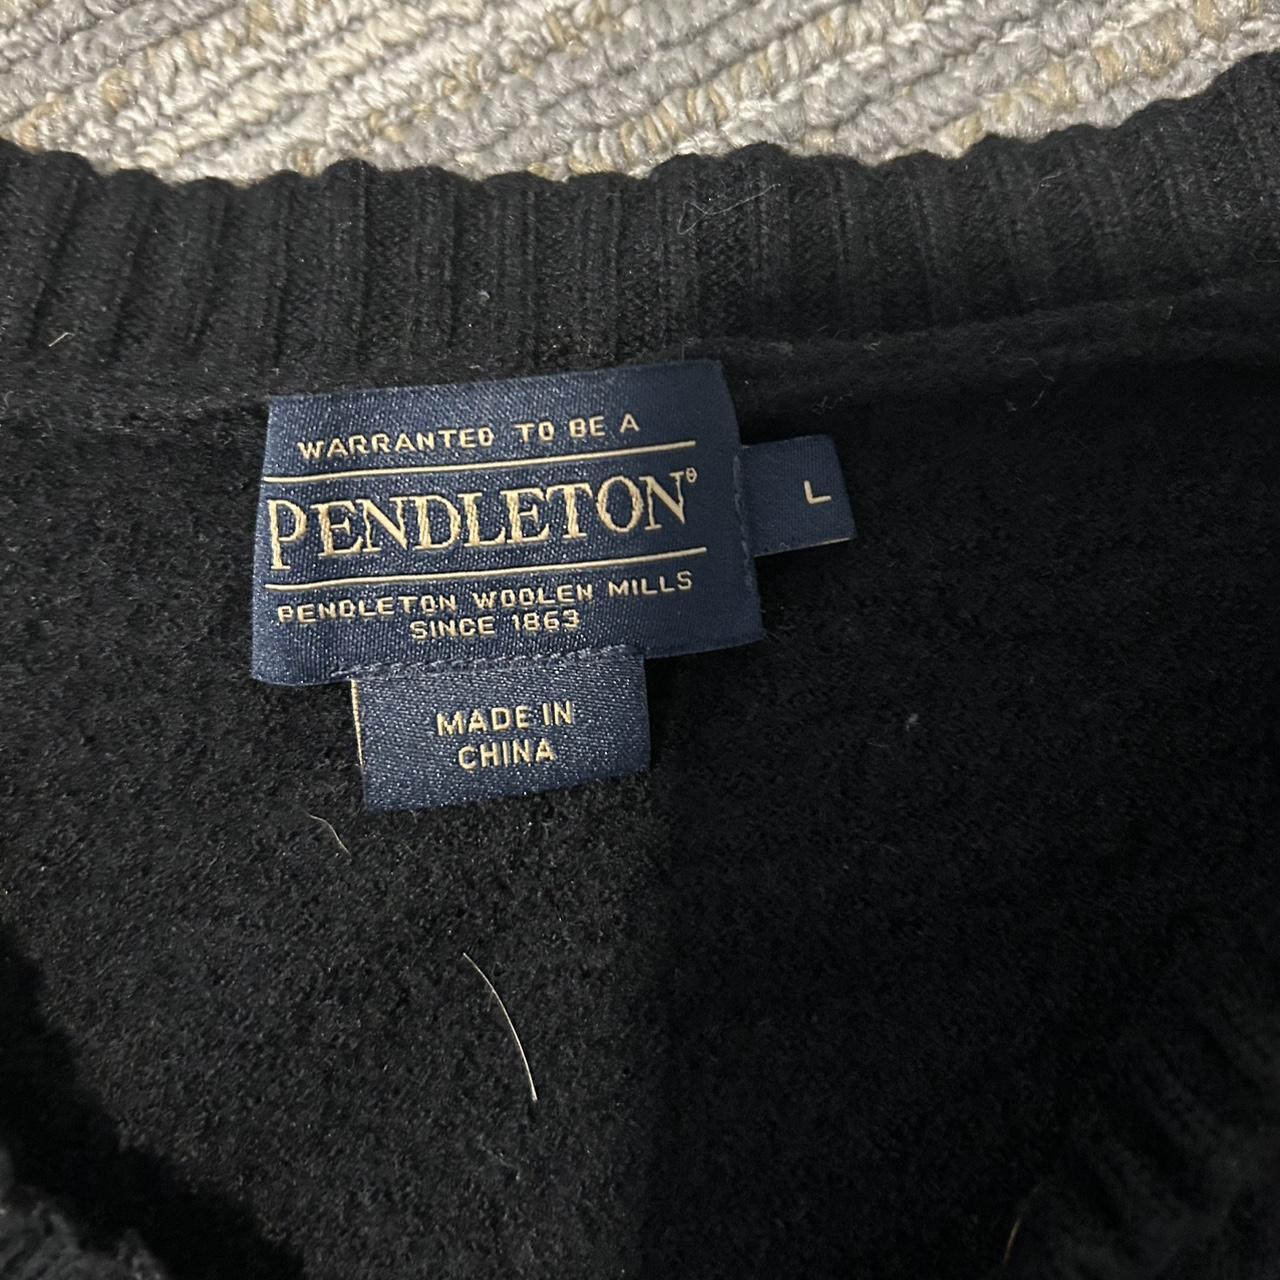 WARRANTED TO BE A
PENDLETON®
L
PENDLETON WOOLEN MILLS
SINCE 1863
MADE IN
CHINA